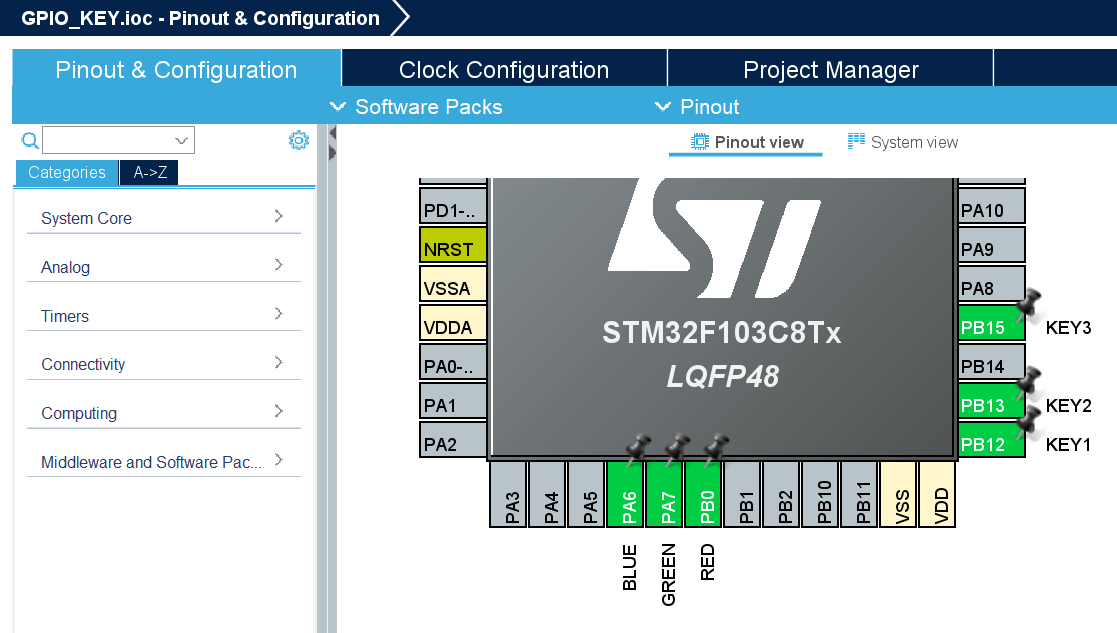 GPIO_KEY.ioc - Pinout & Configuration
Pinout & Configuration
Clock Configuration
Project Manager
Software Packs
Pinout
Pinout view
System view
Categories
A->Z
System Core
Analog
Timers
Connectivity
Computing
Middleware and Software Pac...
PD1-..
NRST
VSSA
VDDA
PA0-..
PA1
PA2
STM32F103C8Tx
LQFP48
PA10
PA9
PA8
PB15 KEY3
PB14
PB13 KEY2
PB12 KEY1
PA3
PA4
PA5
PA6
PA7
PB0
PB1
PB2
PB10
PB11
VSS
VDD
BLUE
GREEN
RED